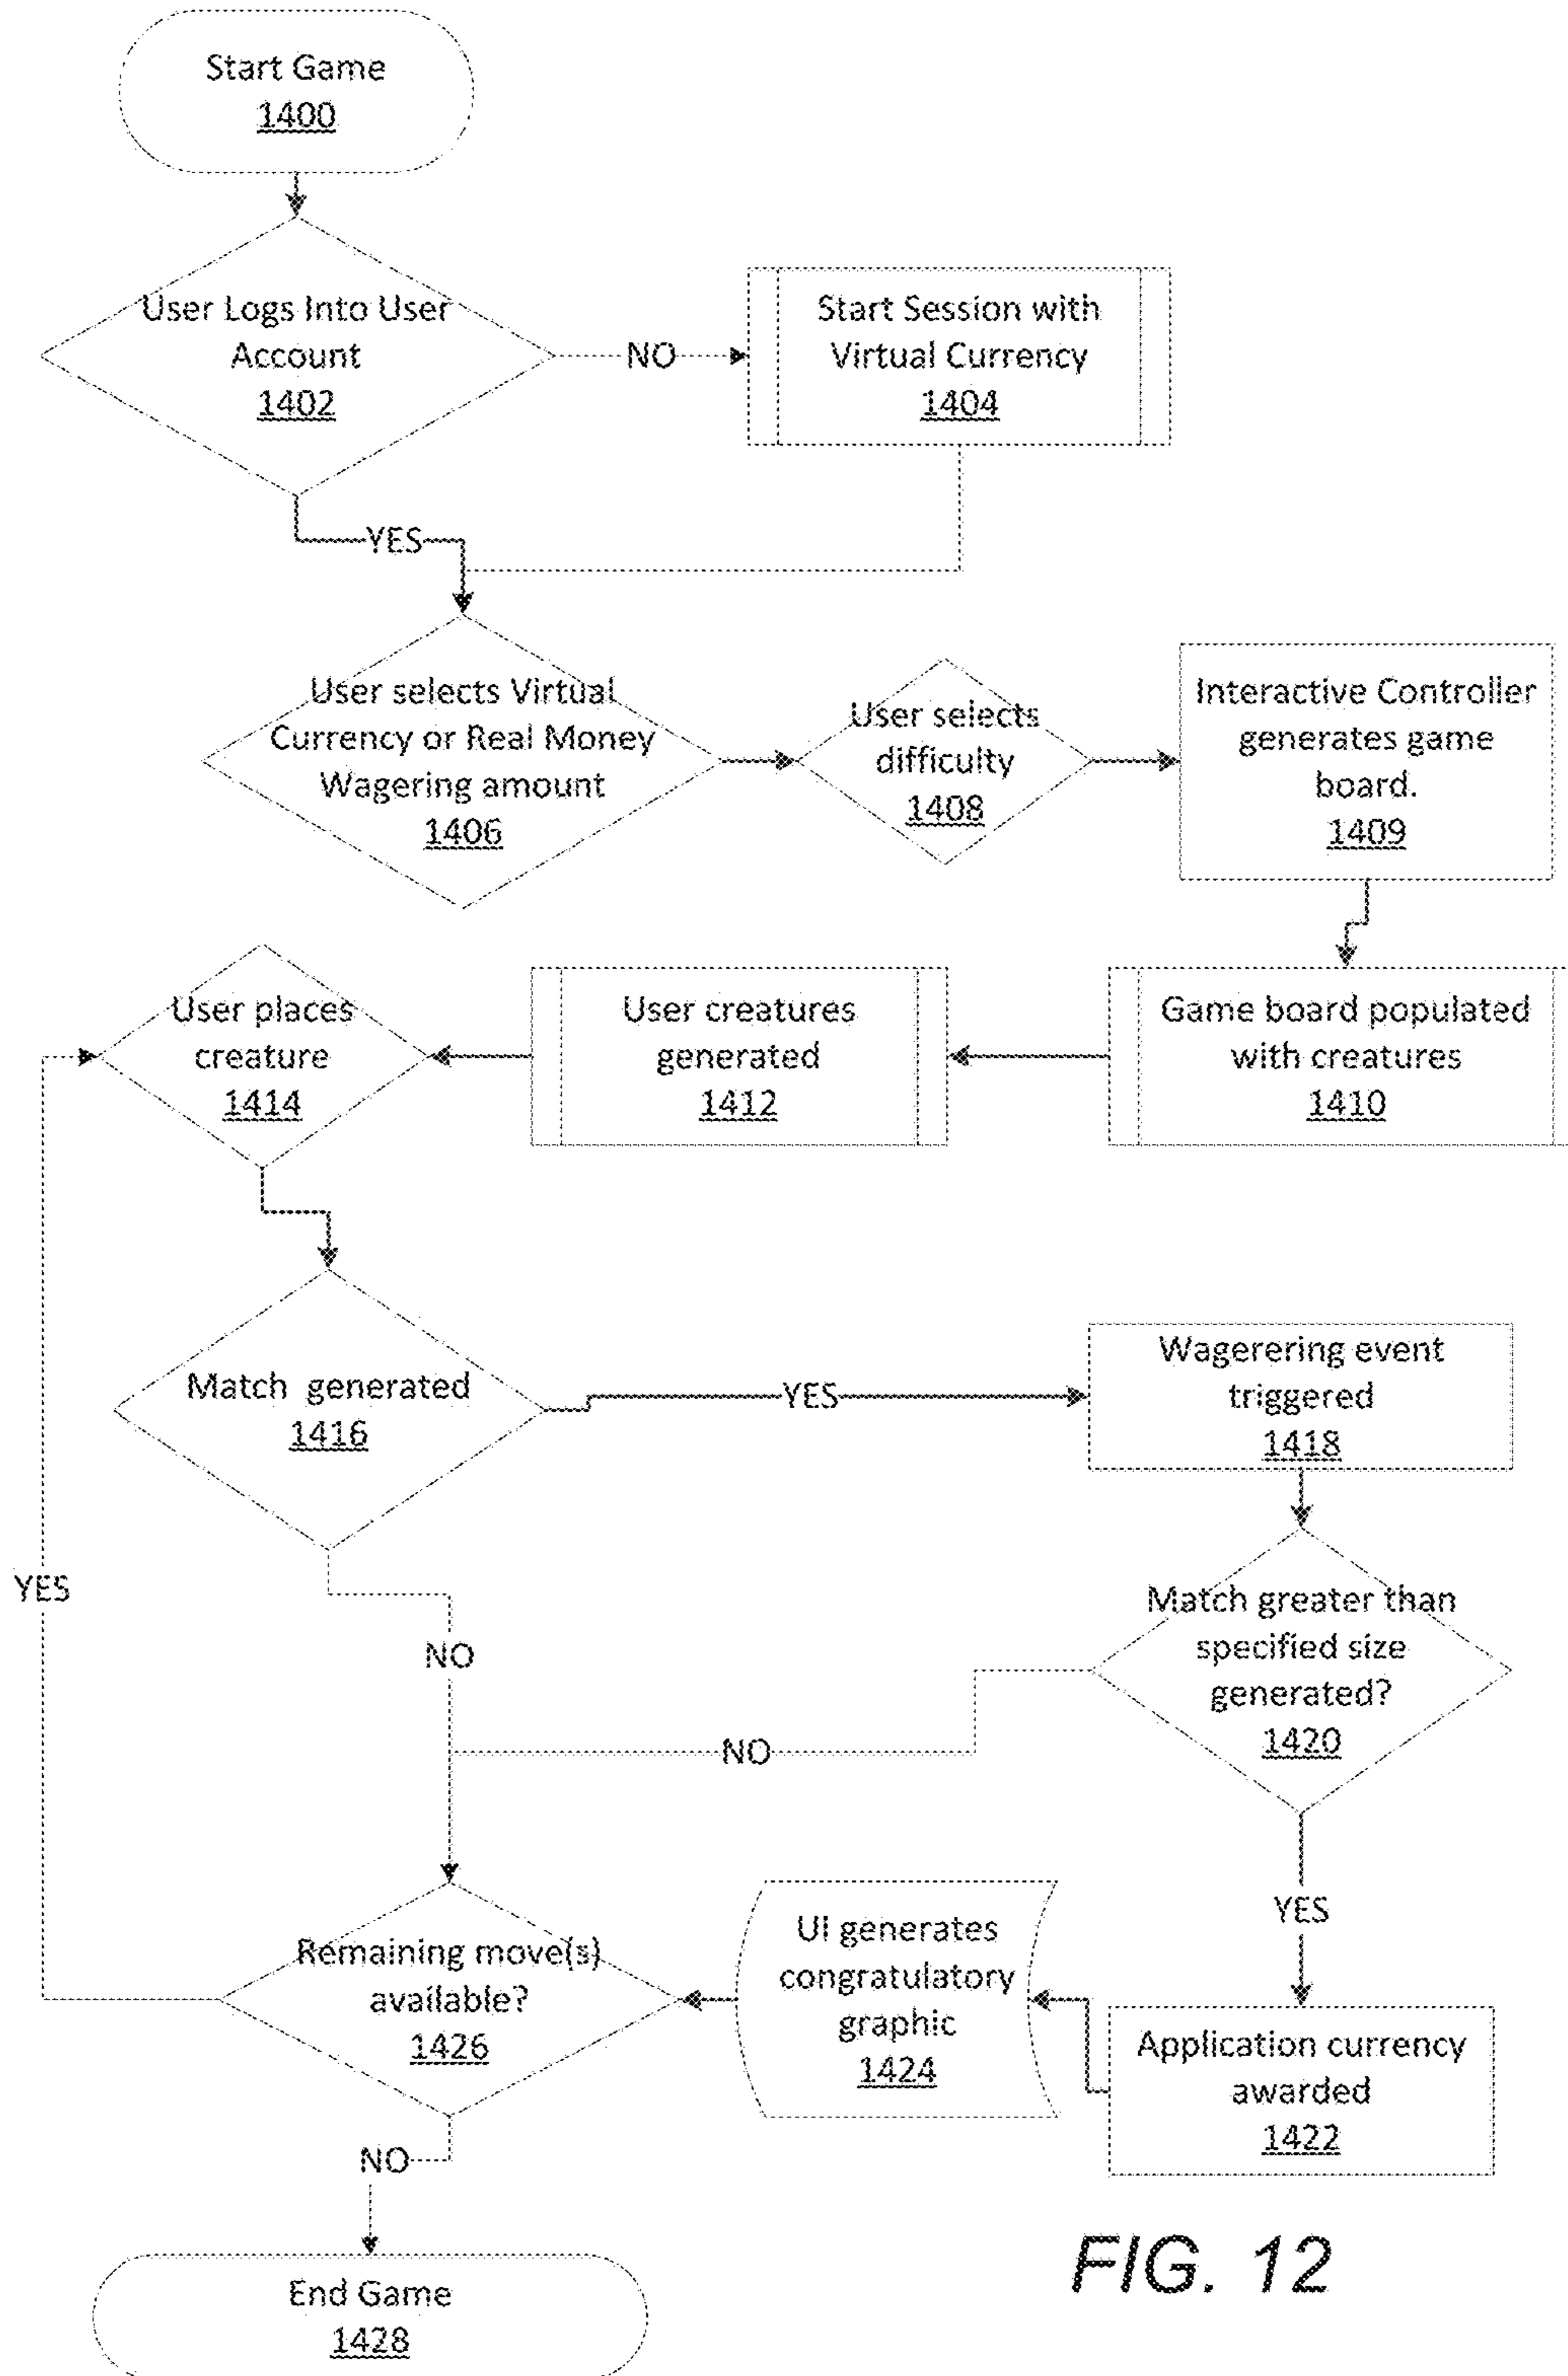 Start Game
1400
User Logs Into User
Account
1402
NO
Start Session with
Virtual Currency
1404
YES
User selects Virtual
Currency or Real Money
Wagering amount
1406
User selects
difficulty
1408
Interactive Controller
generates game
board.
1409
User places
creature
1414
User creatures
generated
1412
Game board populated
with creatures
1410
Match generated
1416
YES
Wagerering event
triggered
1418
YES
NO
Match greater than
specified size
generated?
1420
NO
YES
Remaining move(s)
available?
1426
UI generates
congratulatory
graphic
1424
Application currency
awarded
1422
NO
End Game
1428
FIG. 12